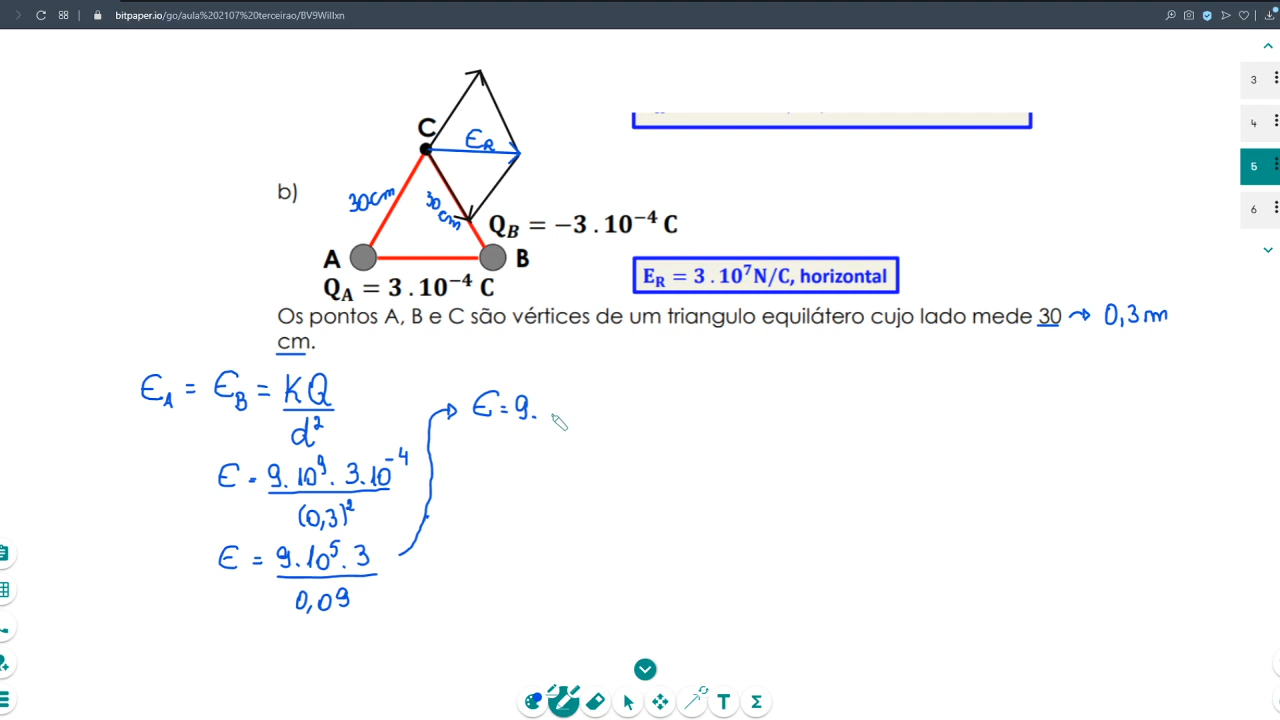 bitpaper.io/go/aula%202107%20terceirao/BV9Willxn
3
4
5
6
C
E_R
b)
30cm
30 cm
Q_B = −3 . 10⁻⁴ C
A
B
E_R = 3 . 10⁷ N/C, horizontal
Q_A = 3 . 10⁻⁴ C
Os pontos A, B e C são vértices de um triangulo equilátero cujo lado mede 30 → 0,3m
cm.
E_A = E_B = KQ / d²
E = 9.
E = 9.10⁹ . 3.10⁻⁴ / (0,3)²
E = 9.10⁵ . 3 / 0,09
T
Σ